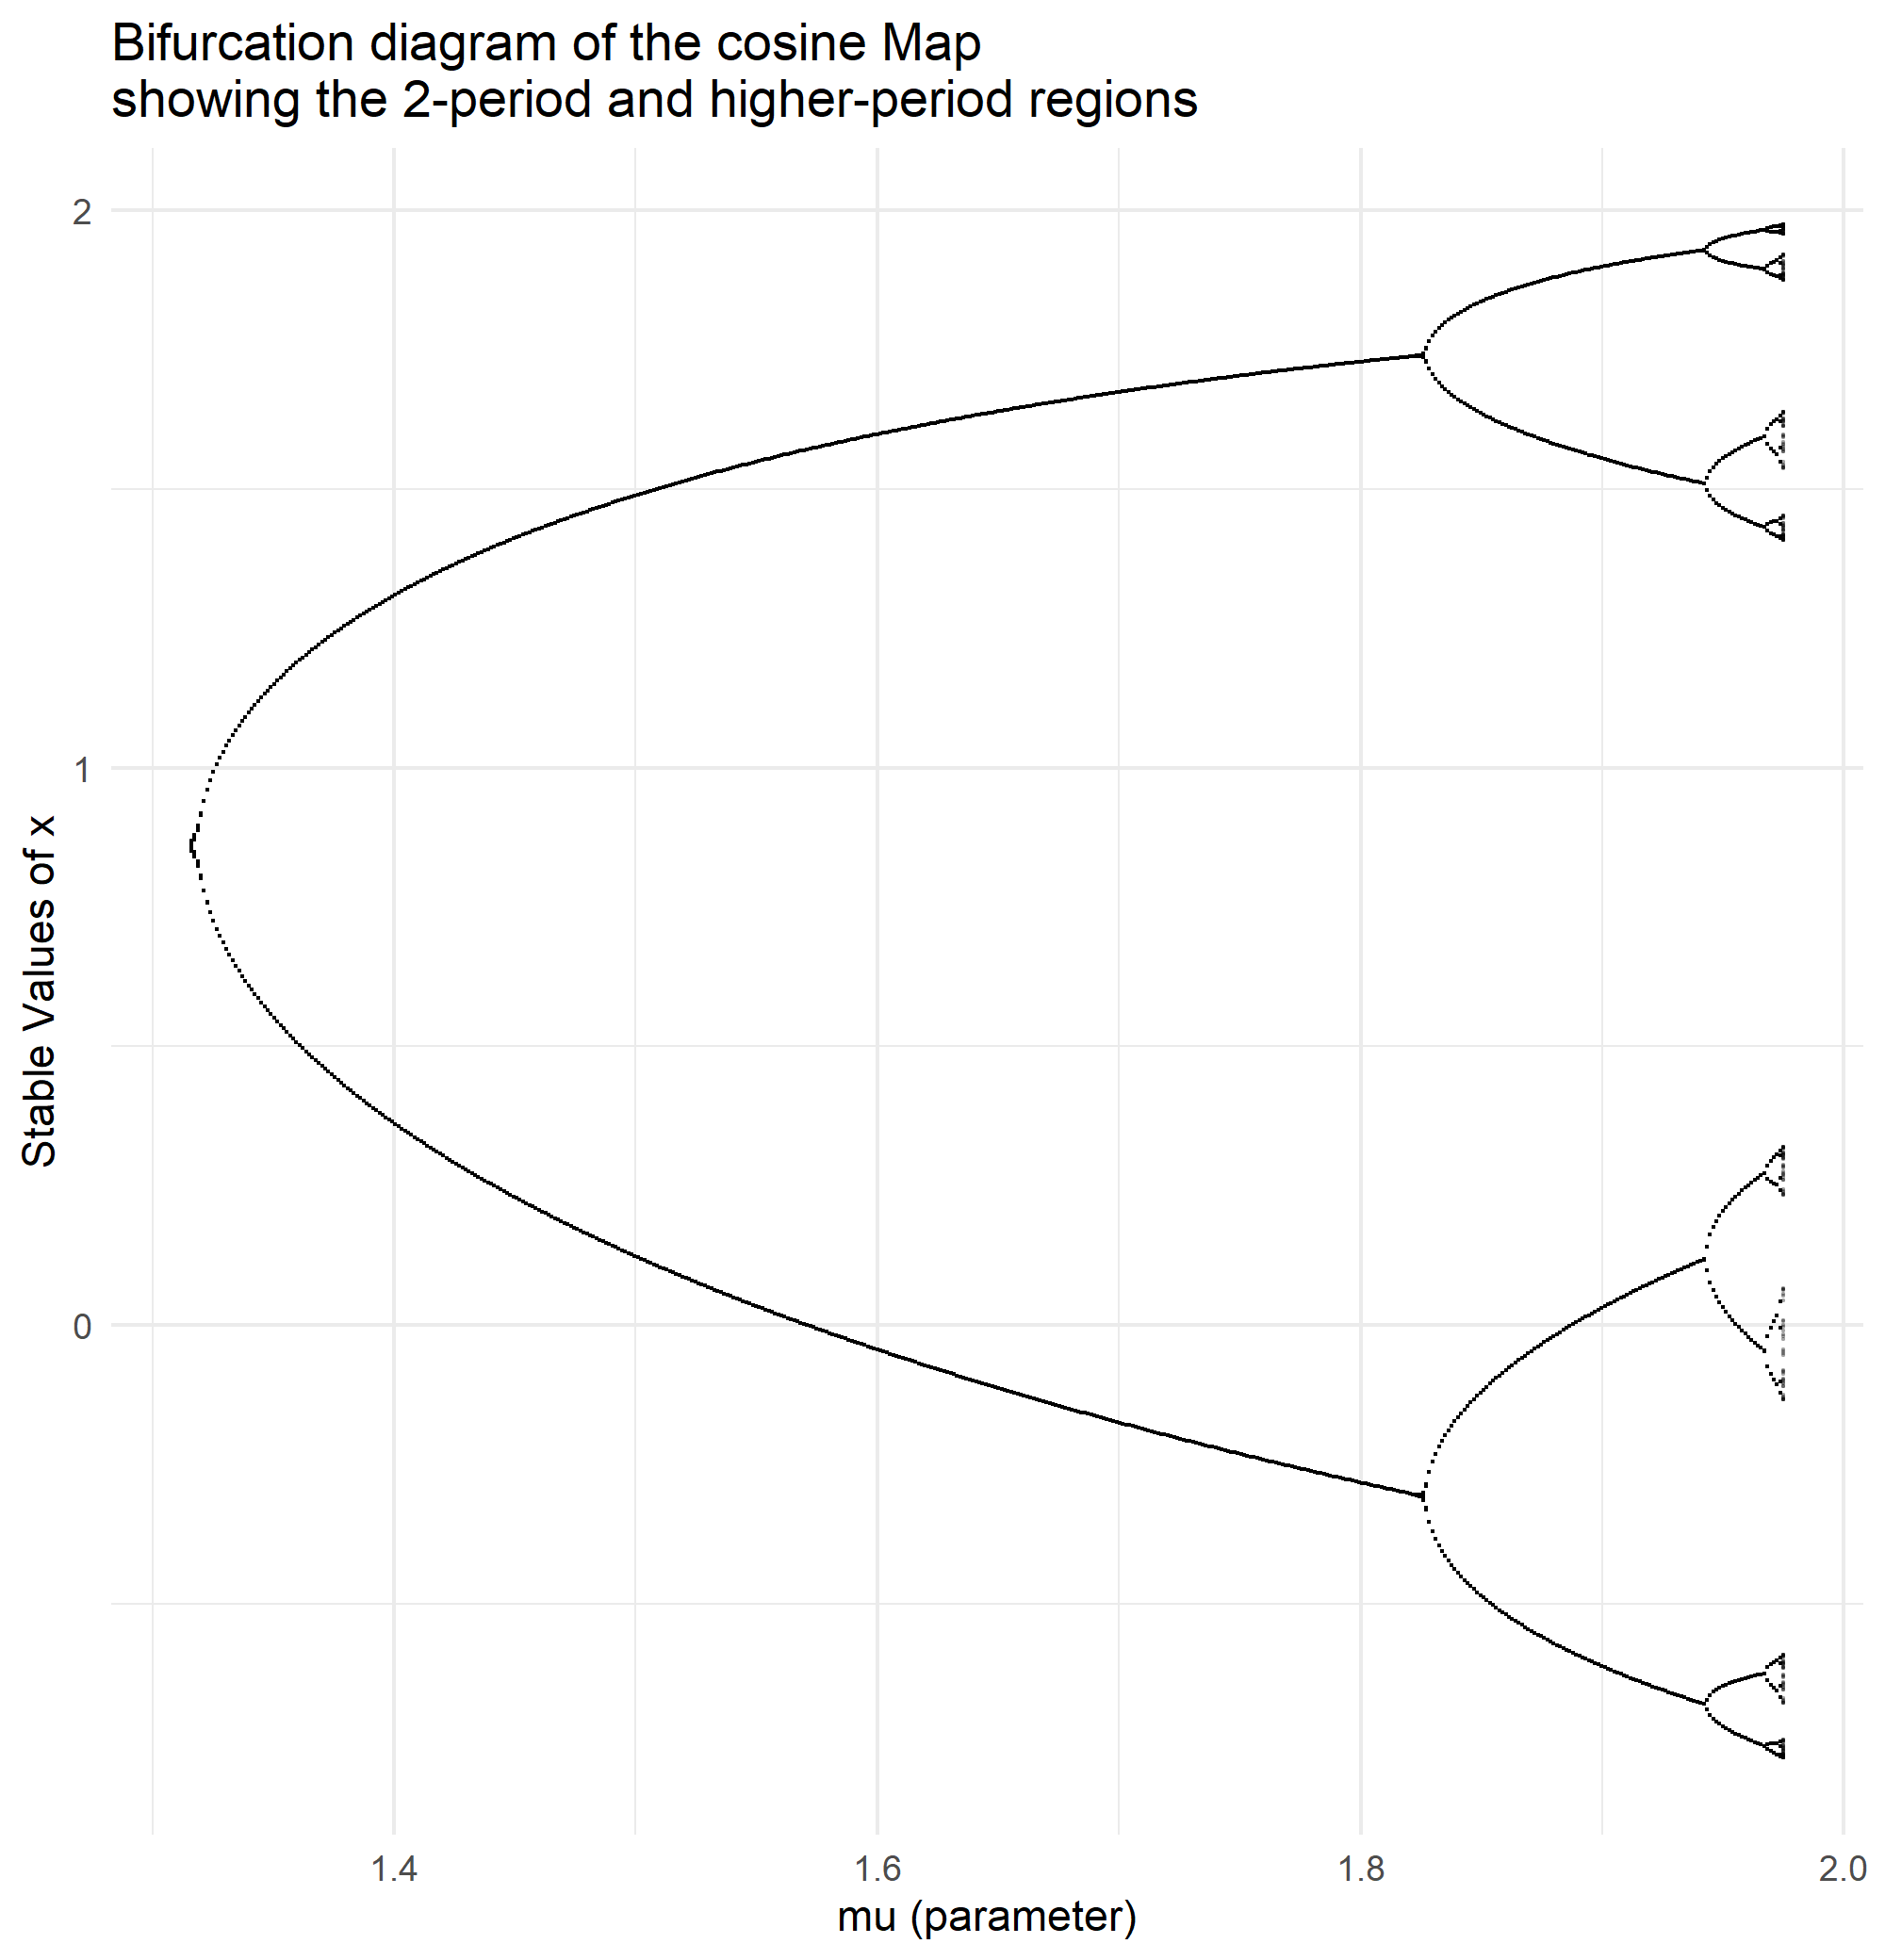 Bifurcation diagram of the cosine Map
showing the 2-period and higher-period regions
2
1
0
Stable Values of x
1.4
1.6
1.8
2.0
mu (parameter)